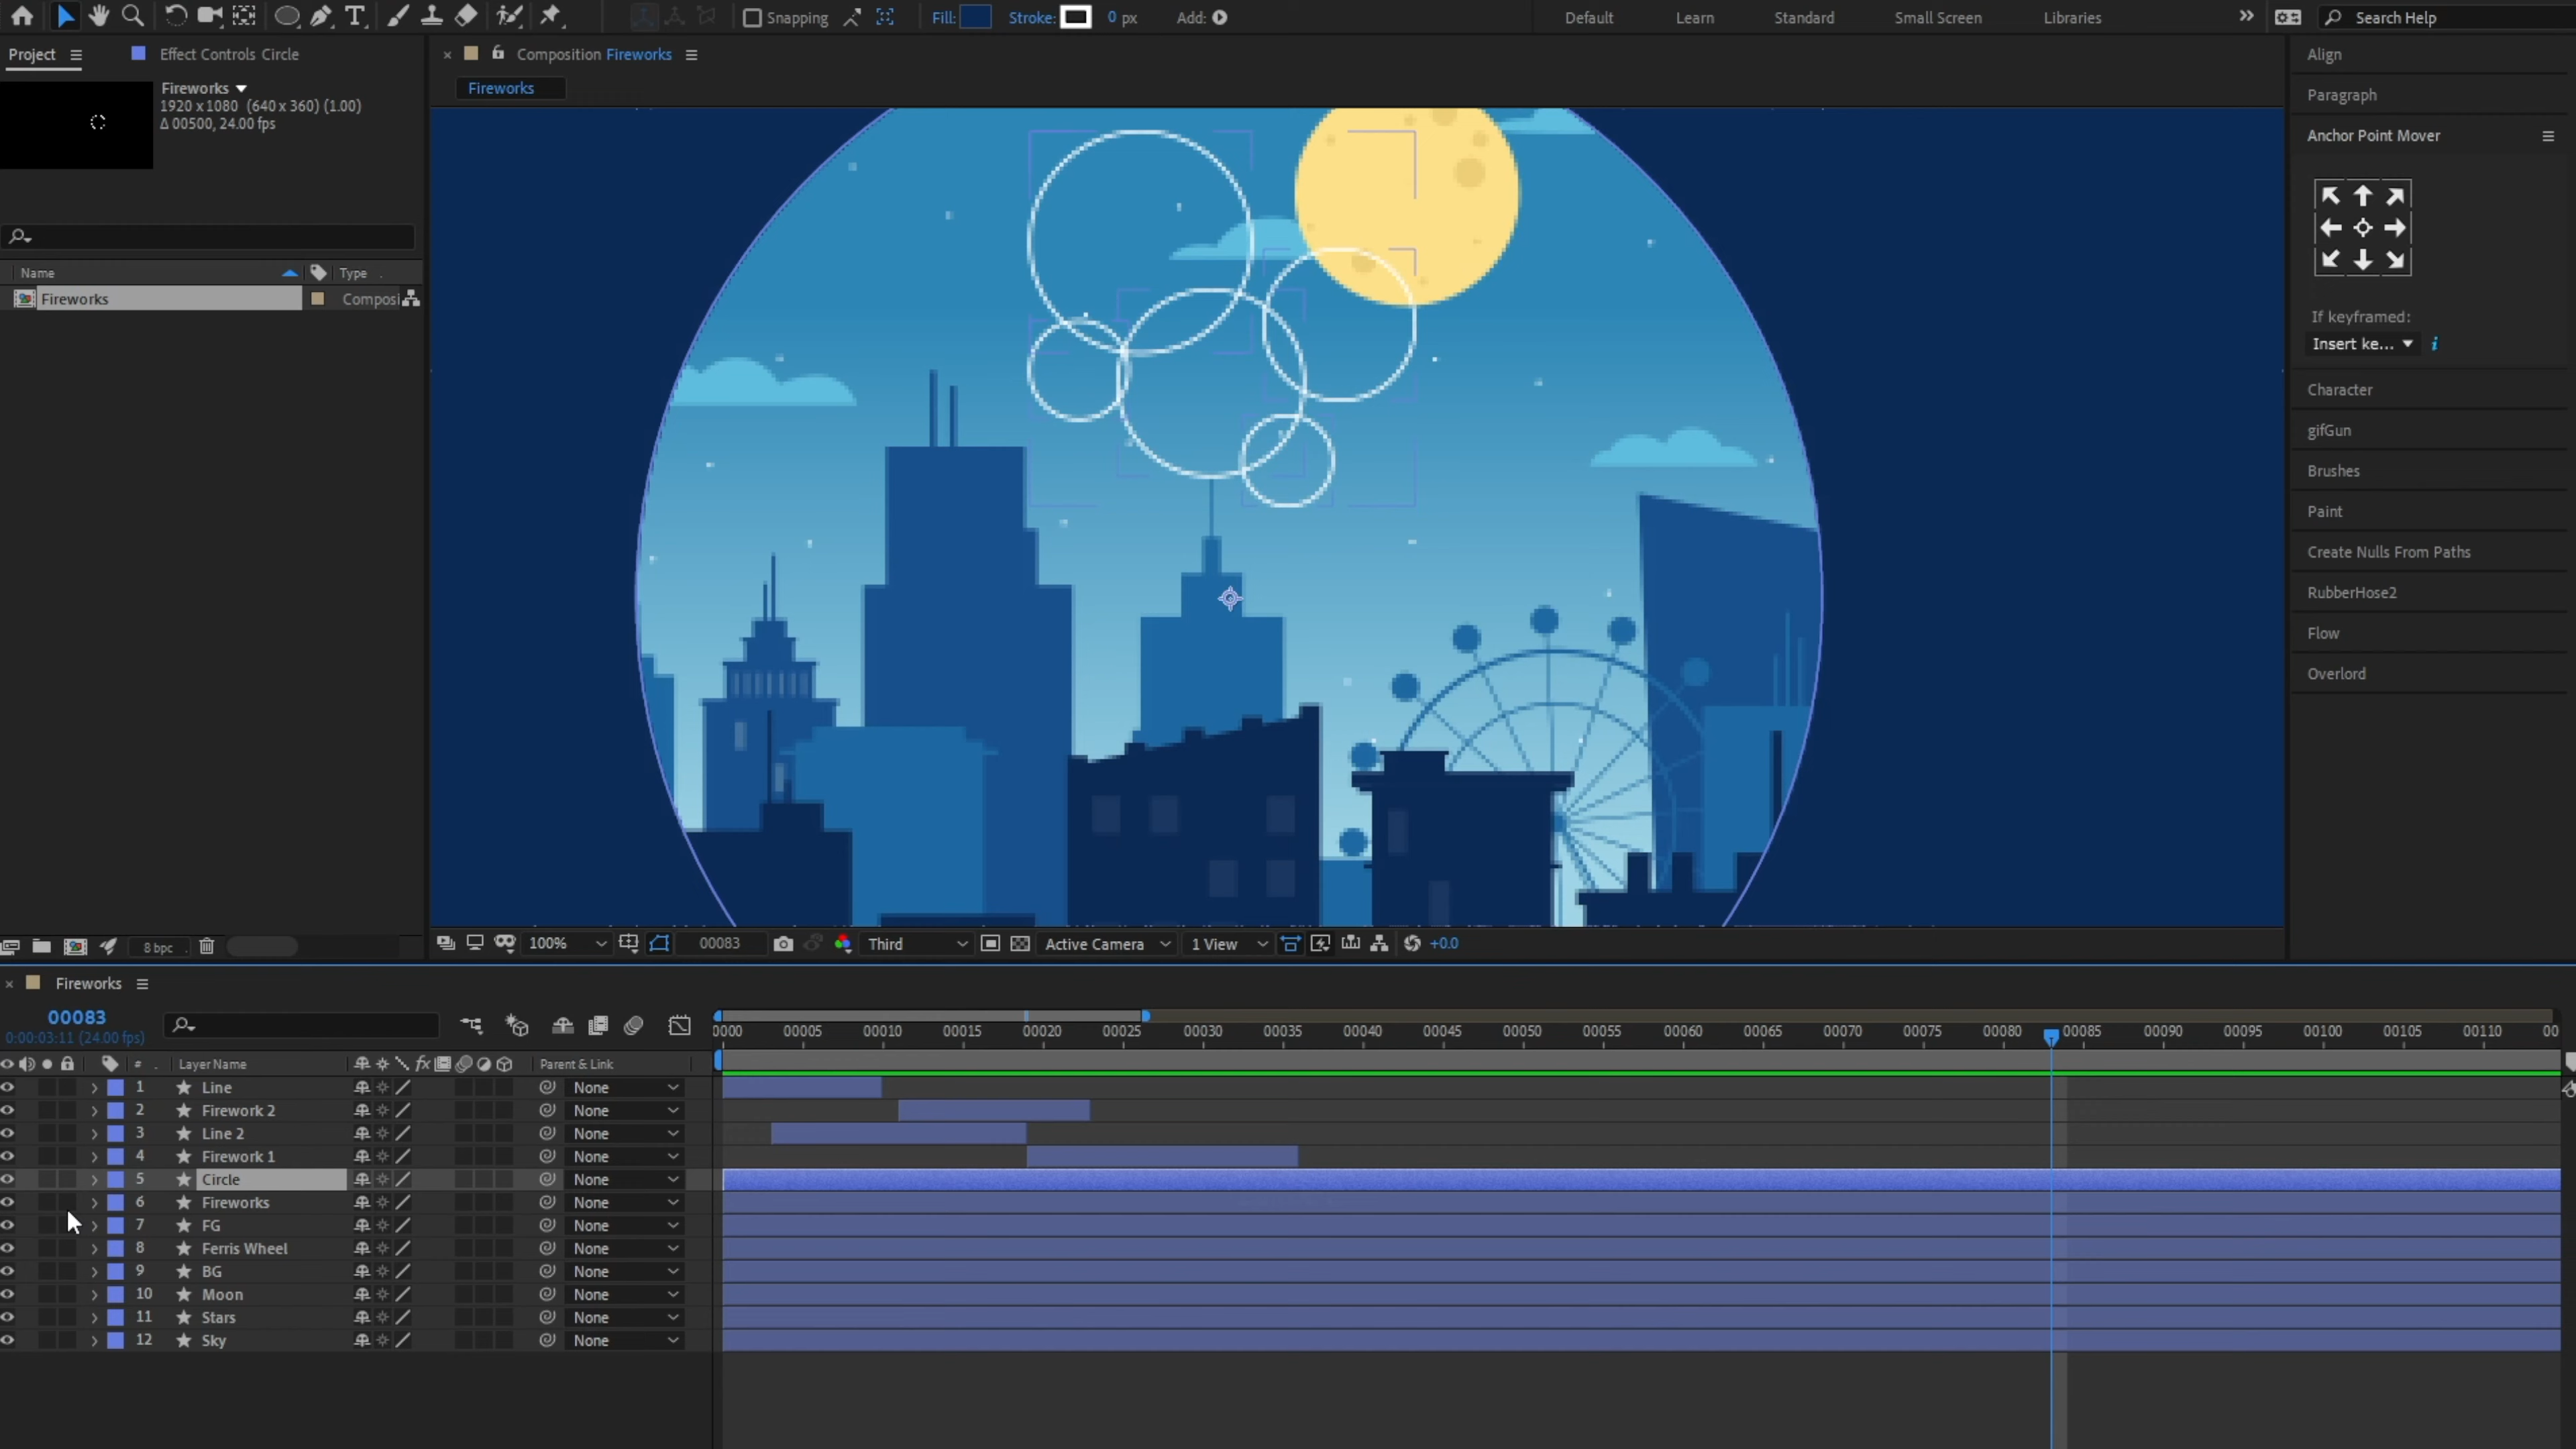 Snapping
Fill:
Stroke:
0 px
Add:
Default
Learn
Standard
Small Screen
Libraries
Search Help
Project
Effect Controls Circle
Fireworks
1920 x1080 (640 x 360) (1.00)
Δ 00500, 24.00 fps
Name
Type
Fireworks
Composi
8 bpc
Composition Fireworks
Fireworks
100%
00083
Third
Active Camera
1 View
+0.0
Align
Paragraph
Anchor Point Mover
If keyframed:
Insert ke...
i
Character
gifGun
Brushes
Paint
Create Nulls From Paths
RubberHose2
Flow
Overlord
Fireworks
00083
0:00:03:11 (24.00 fps)
0000 00005 00010 00015 00020 00025 00030 00035 00040 00045 00050 00055 00060 00065 00070 00075 00080 00085 00090 00095 00100 00105 00110 00
# Layer Name fx Parent & Link
1 Line None
2 Firework 2 None
3 Line 2 None
4 Firework 1 None
5 Circle None
6 Fireworks None
7 FG None
8 Ferris Wheel None
9 BG None
10 Moon None
11 Stars None
12 Sky None